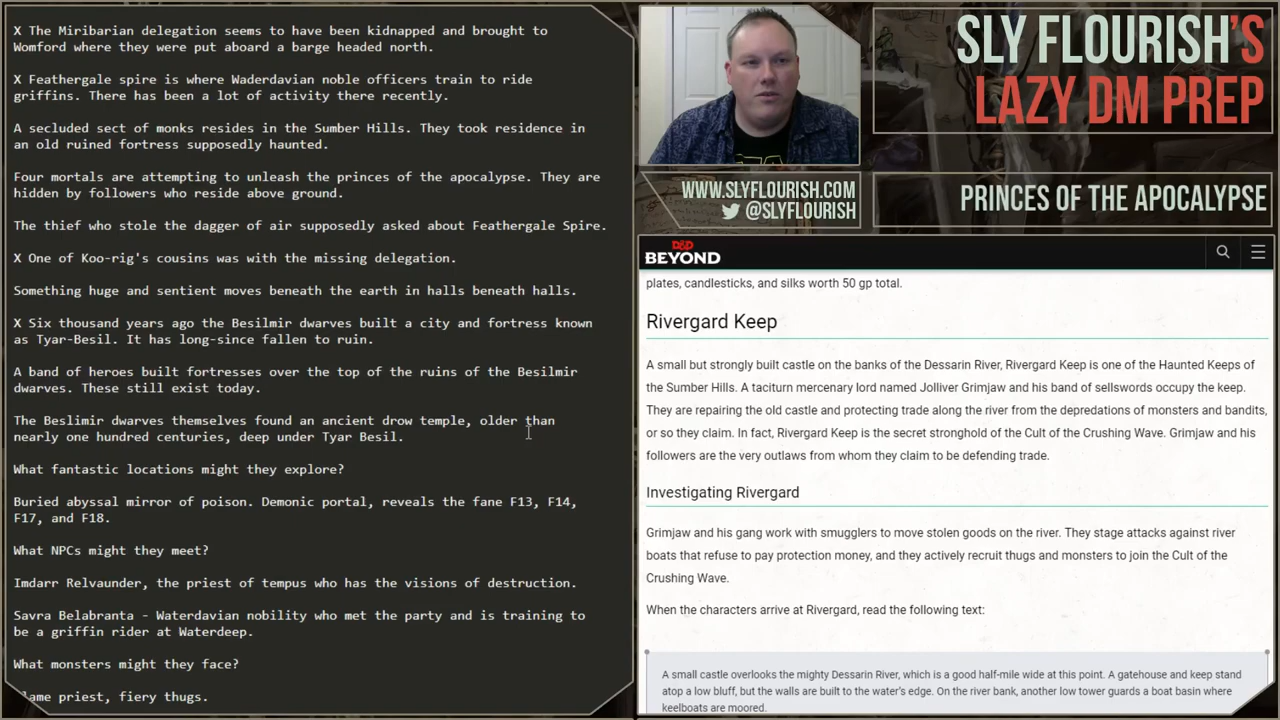 X The Miribarian delegation seems to have been kidnapped and brought to
Womford where they were put aboard a barge headed north.
X Feathergale spire is where Waderdavian noble officers train to ride
griffins. There has been a lot of activity there recently.
A secluded sect of monks resides in the Sumber Hills. They took residence in
an old ruined fortress supposedly haunted.
Four mortals are attempting to unleash the princes of the apocalypse. They are
hidden by followers who reside above ground.
The thief who stole the dagger of air supposedly asked about Feathergale Spire.
X One of Koo-rig's cousins was with the missing delegation.
Something huge and sentient moves beneath the earth in halls beneath halls.
X Six thousand years ago the Besilmir dwarves built a city and fortress known
as Tyar-Besil. It has long-since fallen to ruin.
A band of heroes built fortresses over the top of the ruins of the Besilmir
dwarves. These still exist today.
The Beslimir dwarves themselves found an ancient drow temple, older than
nearly one hundred centuries, deep under Tyar Besil.
What fantastic locations might they explore?
Buried abyssal mirror of poison. Demonic portal, reveals the fane F13, F14,
F17, and F18.
What NPCs might they meet?
Imdarr Relvaunder, the priest of tempus who has the visions of destruction.
Savra Belabranta - Waterdavian nobility who met the party and is training to
be a griffin rider at Waterdeep.
What monsters might they face?
lame priest, fiery thugs.
SLY FLOURISH'S
LAZY DM PREP
WWW.SLYFLOURISH.COM
@SLYFLOURISH
PRINCES OF THE APOCALYPSE
D&D
BEYOND
plates, candlesticks, and silks worth 50 gp total.
Rivergard Keep
A small but strongly built castle on the banks of the Dessarin River, Rivergard Keep is one of the Haunted Keeps of
the Sumber Hills. A taciturn mercenary lord named Jolliver Grimjaw and his band of sellswords occupy the keep.
They are repairing the old castle and protecting trade along the river from the depredations of monsters and bandits,
or so they claim. In fact, Rivergard Keep is the secret stronghold of the Cult of the Crushing Wave. Grimjaw and his
followers are the very outlaws from whom they claim to be defending trade.
Investigating Rivergard
Grimjaw and his gang work with smugglers to move stolen goods on the river. They stage attacks against river
boats that refuse to pay protection money, and they actively recruit thugs and monsters to join the Cult of the
Crushing Wave.
When the characters arrive at Rivergard, read the following text:
A small castle overlooks the mighty Dessarin River, which is a good half-mile wide at this point. A gatehouse and keep stand
atop a low bluff, but the walls are built to the water's edge. On the river bank, another low tower guards a boat basin where
keelboats are moored.